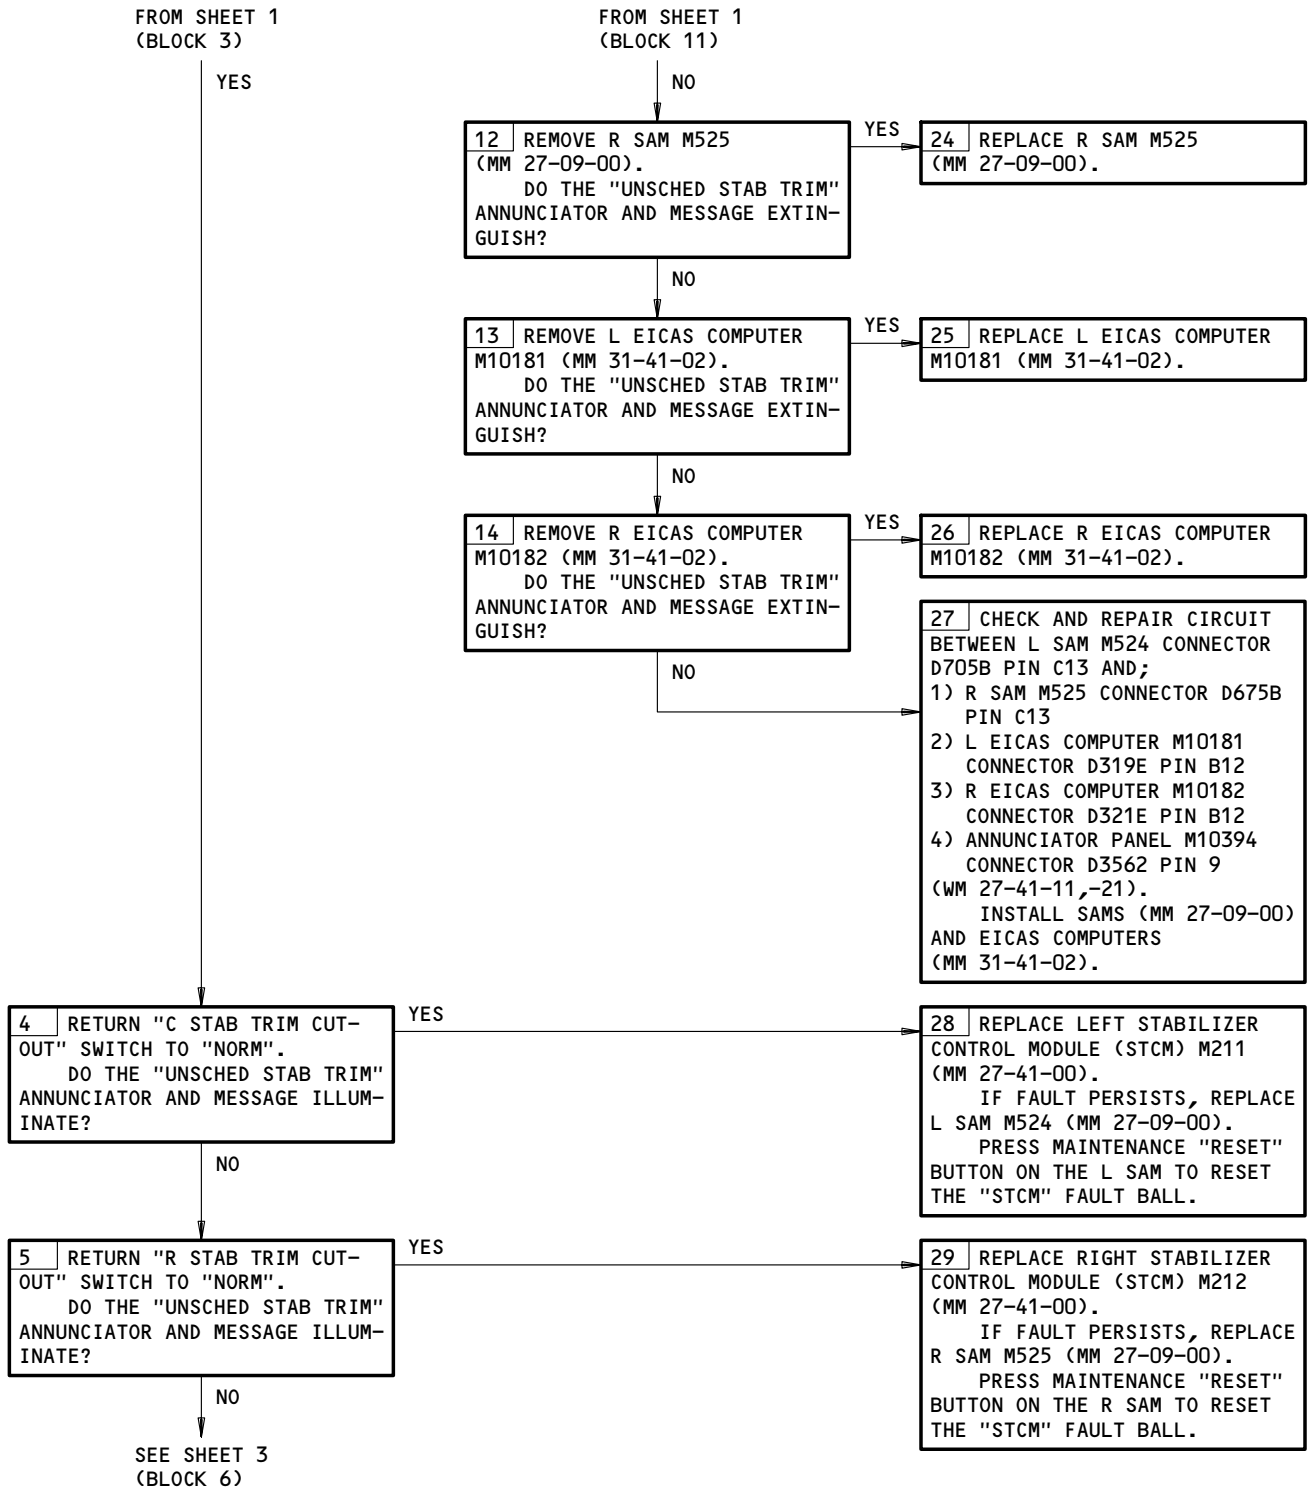 FROM SHEET 1
(BLOCK 3)
YES
FROM SHEET 1
(BLOCK 11)
NO
12 REMOVE R SAM M525
(MM 27-09-00).
DO THE "UNSCHED STAB TRIM"
ANNUNCIATOR AND MESSAGE EXTIN-
GUISH?
YES
24 REPLACE R SAM M525
(MM 27-09-00).
NO
13 REMOVE L EICAS COMPUTER
M10181 (MM 31-41-02).
DO THE "UNSCHED STAB TRIM"
ANNUNCIATOR AND MESSAGE EXTIN-
GUISH?
YES
25 REPLACE L EICAS COMPUTER
M10181 (MM 31-41-02).
NO
14 REMOVE R EICAS COMPUTER
M10182 (MM 31-41-02).
DO THE "UNSCHED STAB TRIM"
ANNUNCIATOR AND MESSAGE EXTIN-
GUISH?
YES
26 REPLACE R EICAS COMPUTER
M10182 (MM 31-41-02).
NO
27 CHECK AND REPAIR CIRCUIT
BETWEEN L SAM M524 CONNECTOR
D705B PIN C13 AND;
1) R SAM M525 CONNECTOR D675B
PIN C13
2) L EICAS COMPUTER M10181
CONNECTOR D319E PIN B12
3) R EICAS COMPUTER M10182
CONNECTOR D321E PIN B12
4) ANNUNCIATOR PANEL M10394
CONNECTOR D3562 PIN 9
(WM 27-41-11,-21).
INSTALL SAMS (MM 27-09-00)
AND EICAS COMPUTERS
(MM 31-41-02).
4 RETURN "C STAB TRIM CUT-
OUT" SWITCH TO "NORM".
DO THE "UNSCHED STAB TRIM"
ANNUNCIATOR AND MESSAGE ILLUM-
INATE?
YES
28 REPLACE LEFT STABILIZER
CONTROL MODULE (STCM) M211
(MM 27-41-00).
IF FAULT PERSISTS, REPLACE
L SAM M524 (MM 27-09-00).
PRESS MAINTENANCE "RESET"
BUTTON ON THE L SAM TO RESET
THE "STCM" FAULT BALL.
NO
5 RETURN "R STAB TRIM CUT-
OUT" SWITCH TO "NORM".
DO THE "UNSCHED STAB TRIM"
ANNUNCIATOR AND MESSAGE ILLUM-
INATE?
YES
29 REPLACE RIGHT STABILIZER
CONTROL MODULE (STCM) M212
(MM 27-41-00).
IF FAULT PERSISTS, REPLACE
R SAM M525 (MM 27-09-00).
PRESS MAINTENANCE "RESET"
BUTTON ON THE R SAM TO RESET
THE "STCM" FAULT BALL.
NO
SEE SHEET 3
(BLOCK 6)